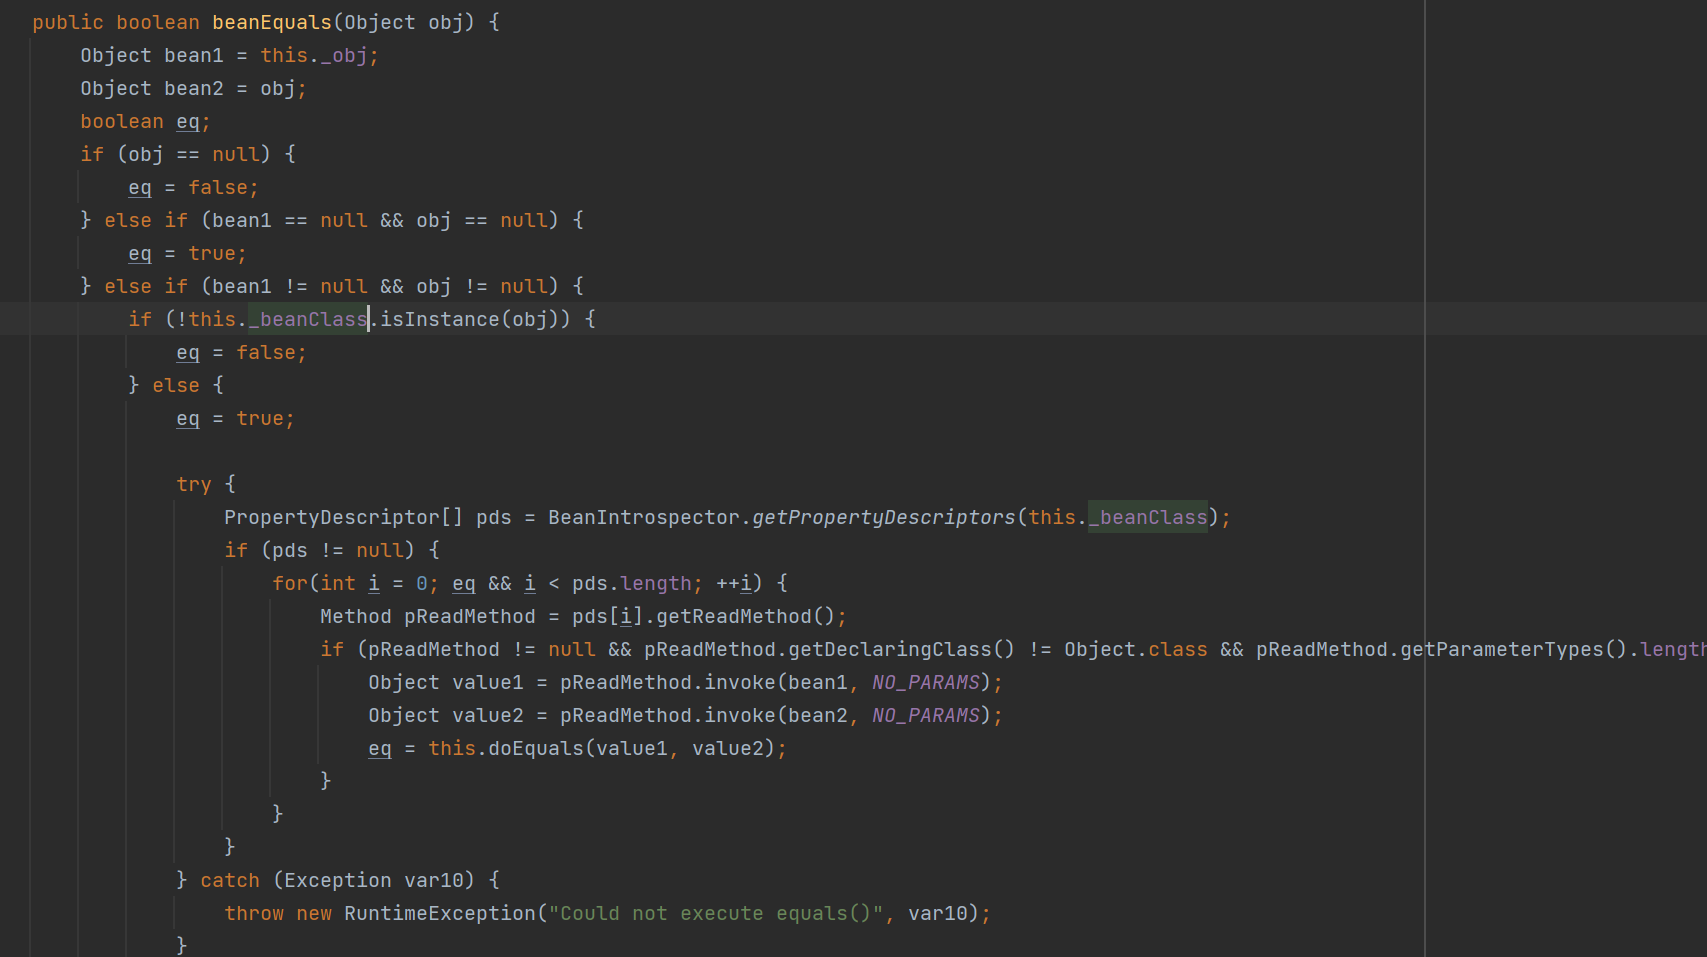 public boolean beanEquals(Object obj) {
    Object bean1 = this._obj;
    Object bean2 = obj;
    boolean eq;
    if (obj == null) {
        eq = false;
    } else if (bean1 == null && obj == null) {
        eq = true;
    } else if (bean1 != null && obj != null) {
        if (!this._beanClass.isInstance(obj)) {
            eq = false;
        } else {
            eq = true;

            try {
                PropertyDescriptor[] pds = BeanIntrospector.getPropertyDescriptors(this._beanClass);
                if (pds != null) {
                    for(int i = 0; eq && i < pds.length; ++i) {
                        Method pReadMethod = pds[i].getReadMethod();
                        if (pReadMethod != null && pReadMethod.getDeclaringClass() != Object.class && pReadMethod.getParameterTypes().length
                            Object value1 = pReadMethod.invoke(bean1, NO_PARAMS);
                            Object value2 = pReadMethod.invoke(bean2, NO_PARAMS);
                            eq = this.doEquals(value1, value2);
                        }
                    }
                }
            } catch (Exception var10) {
                throw new RuntimeException("Could not execute equals()", var10);
            }